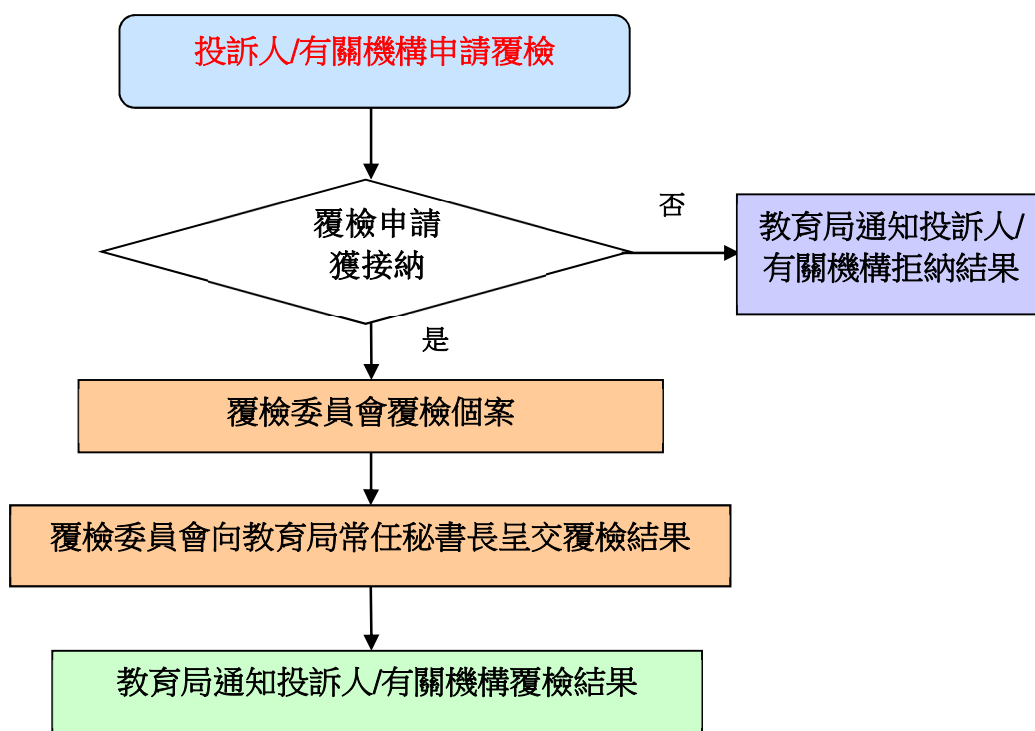 投訴人/有關機構申請覆檢
覆檢申請
獲接納
否
教育局通知投訴人/
有關機構拒納結果
是
覆檢委員會覆檢個案
覆檢委員會向教育局常任秘書長呈交覆檢結果
教育局通知投訴人/有關機構覆檢結果